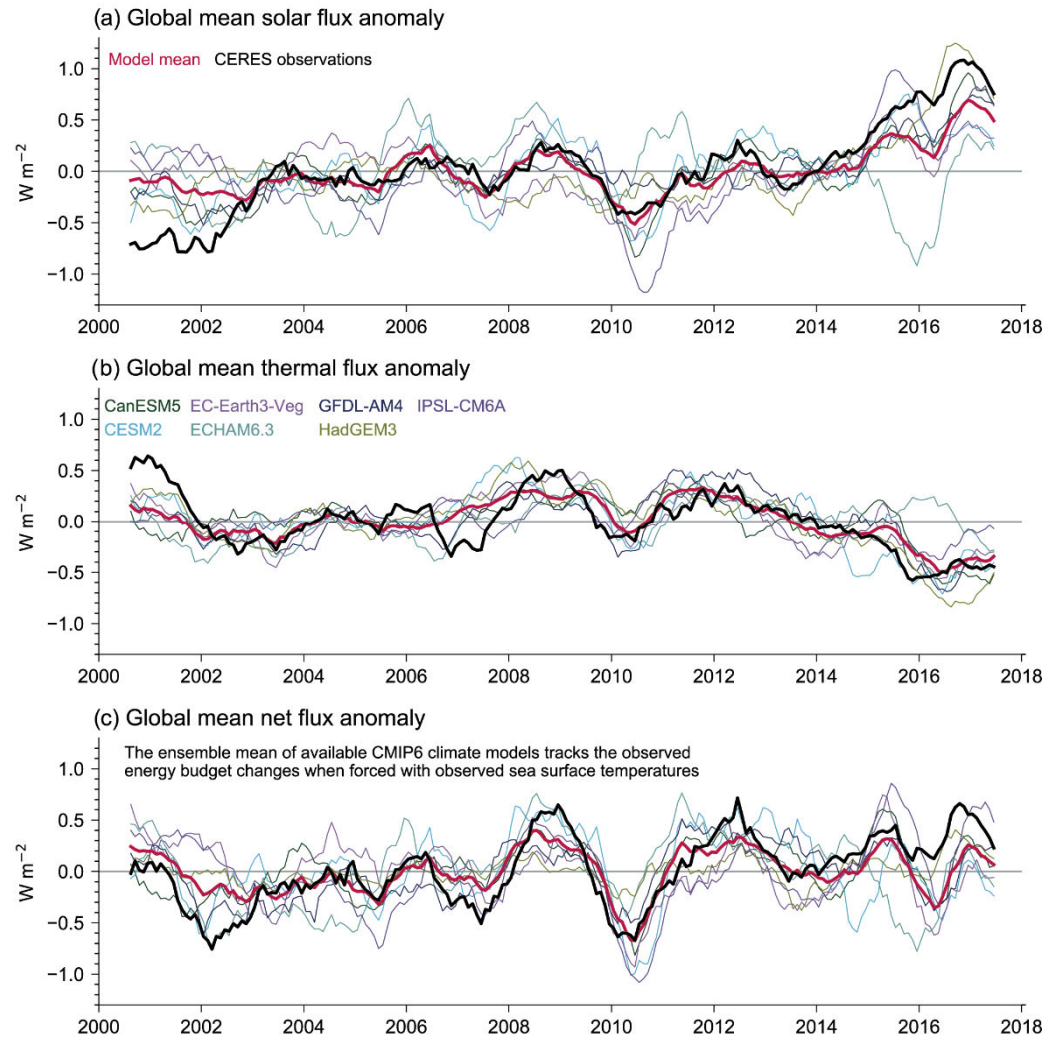 (a) Global mean solar flux anomaly
Model mean CERES observations
1.0
0.5
0.0
−0.5
−1.0
W m−2
2000 2002 2004 2006 2008 2010 2012 2014 2016 2018
(b) Global mean thermal flux anomaly
CanESM5 EC-Earth3-Veg GFDL-AM4 IPSL-CM6A
CESM2 ECHAM6.3 HadGEM3
1.0
0.5
0.0
−0.5
−1.0
W m−2
2000 2002 2004 2006 2008 2010 2012 2014 2016 2018
(c) Global mean net flux anomaly
The ensemble mean of available CMIP6 climate models tracks the observed
energy budget changes when forced with observed sea surface temperatures
1.0
0.5
0.0
−0.5
−1.0
W m−2
2000 2002 2004 2006 2008 2010 2012 2014 2016 2018